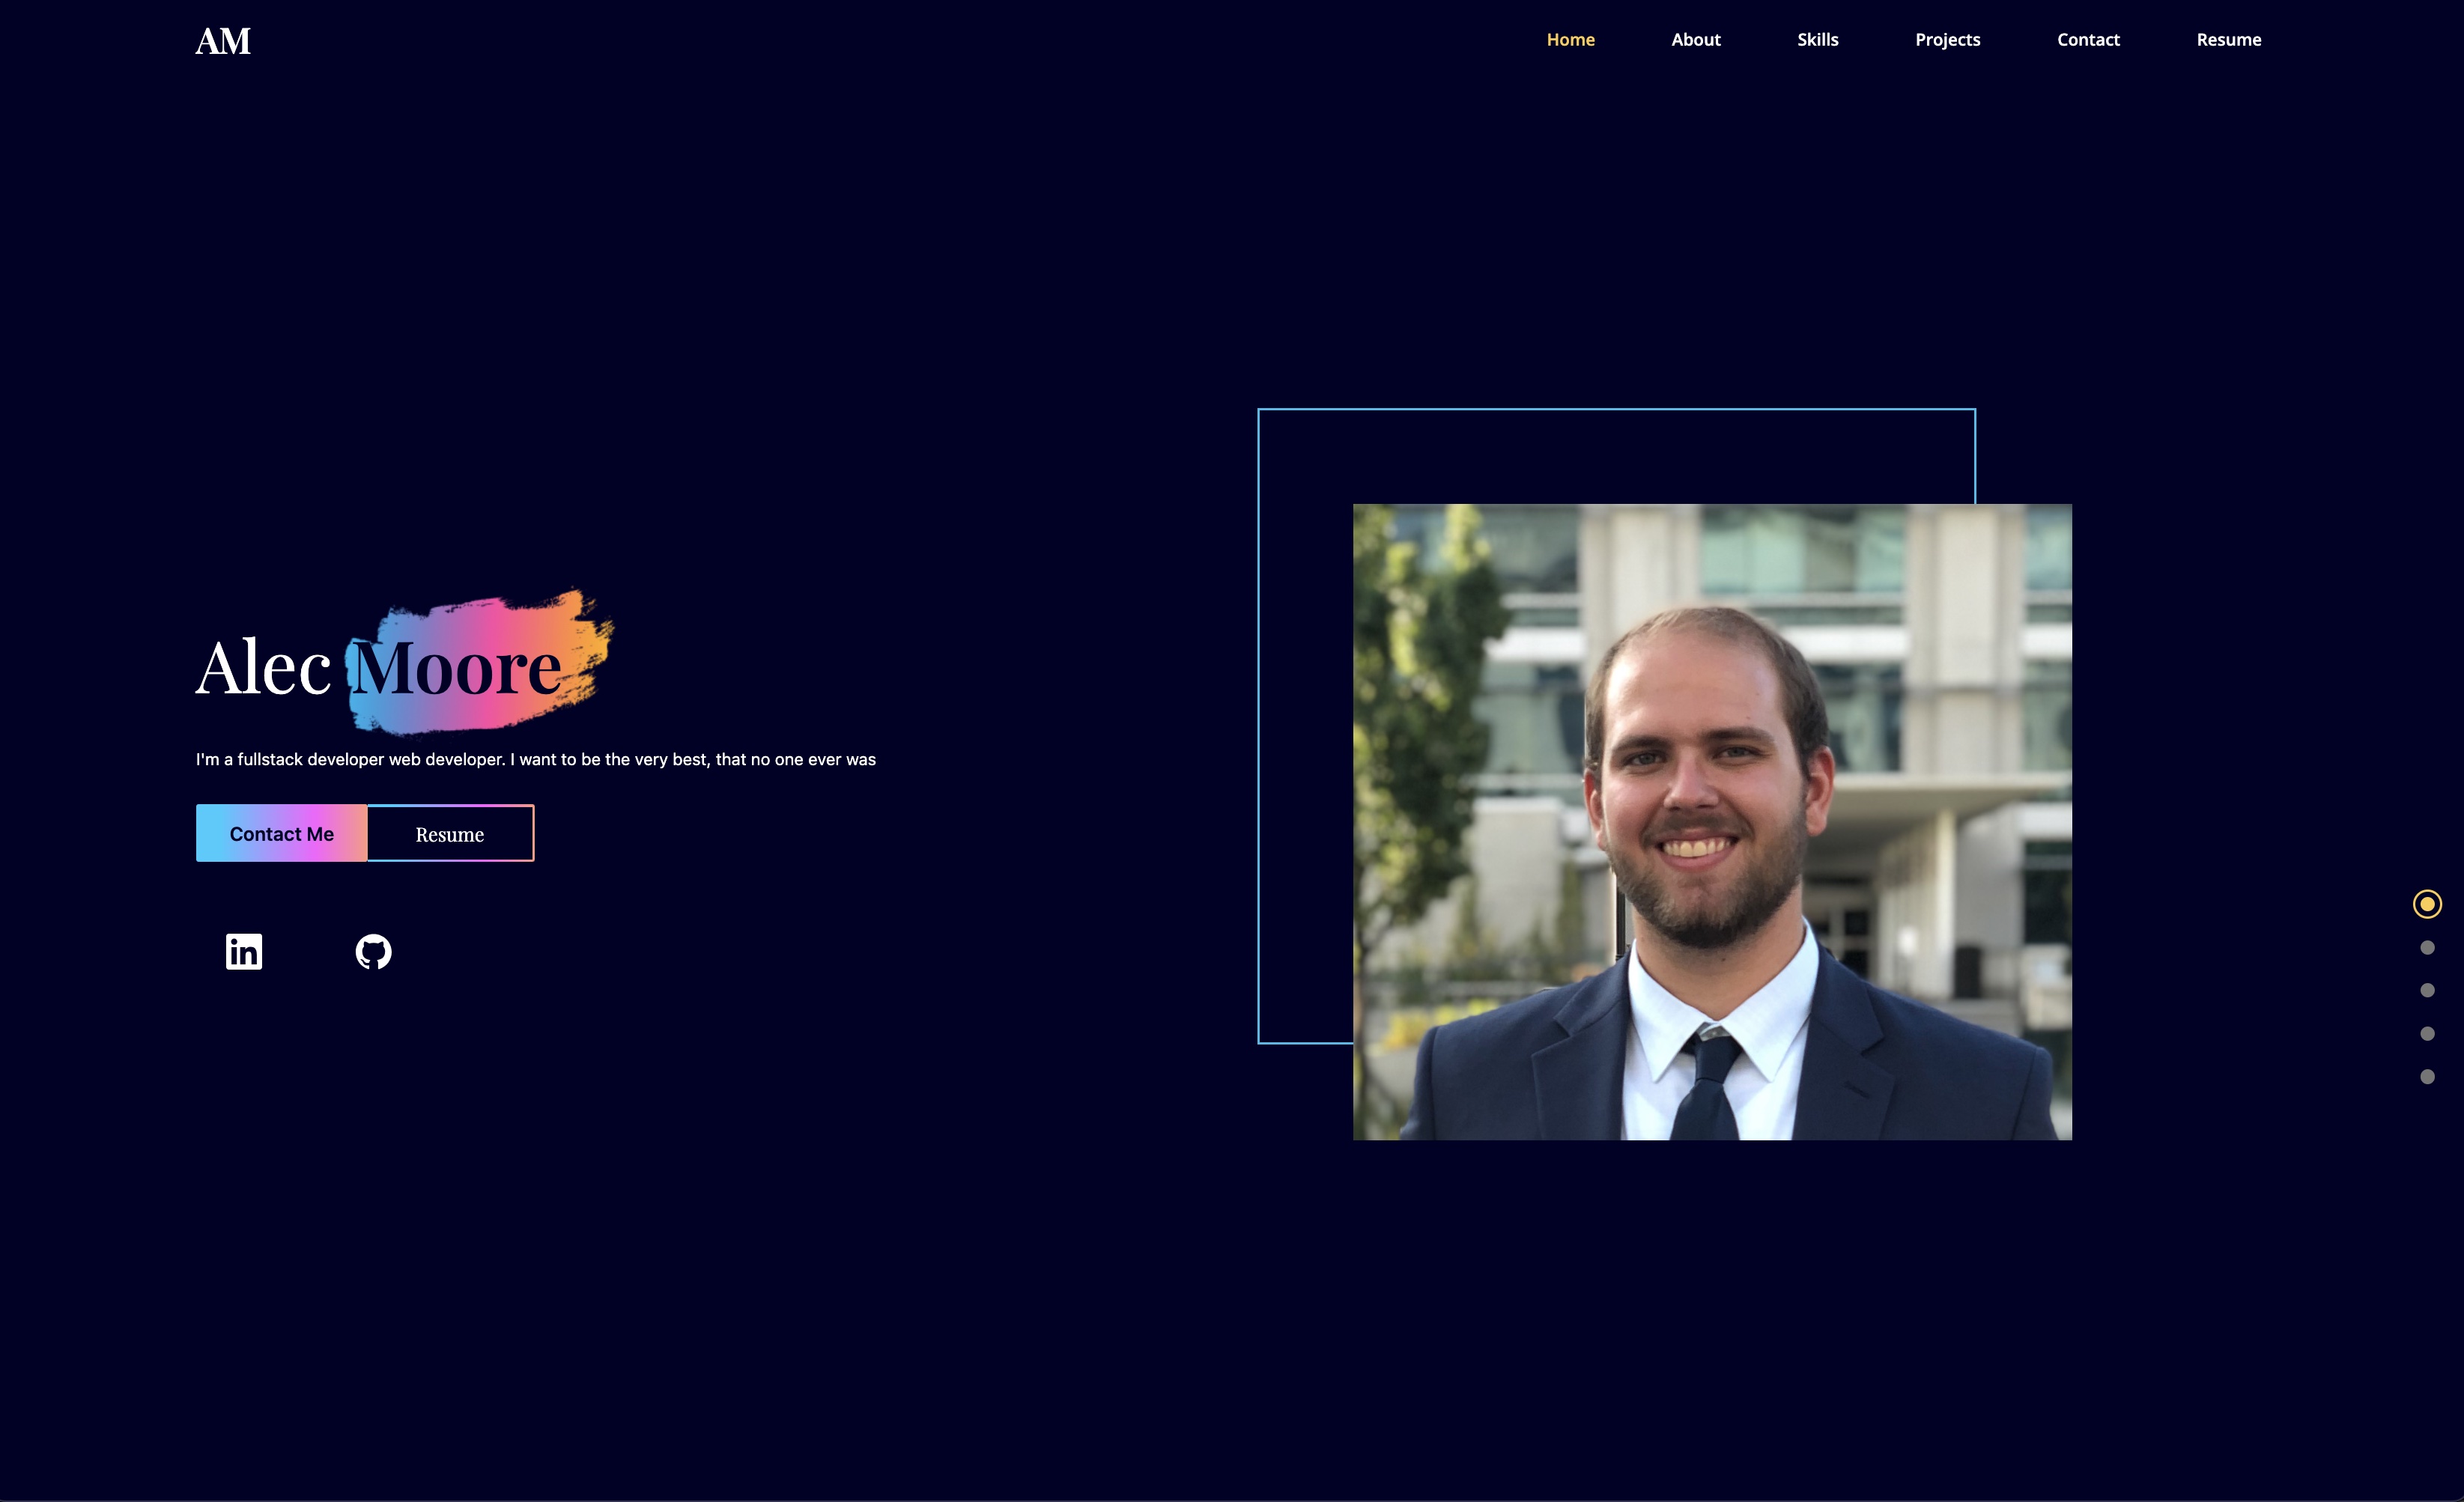 AM
Home About Skills Projects Contact Resume
Alec Moore
I'm a fullstack developer web developer. I want to be the very best, that no one ever was
Contact Me Resume
in